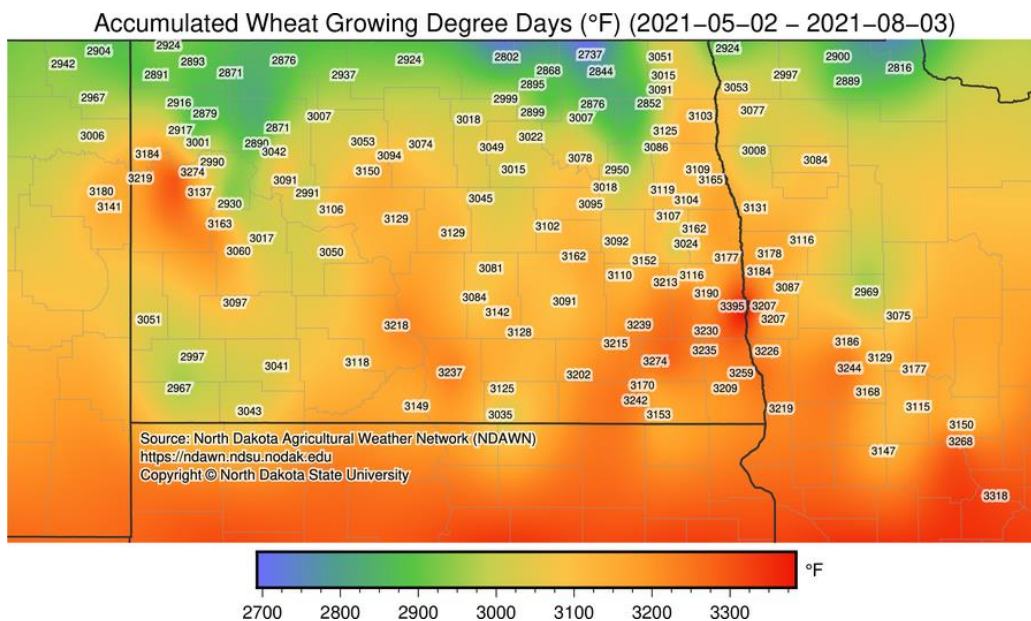 Accumulated Wheat Growing Degree Days (°F) (2021−05−02 − 2021−08−03)
2924 2924
2904 2893 2876 2924 2802 2737 3051 2900
2942 2891 2871 2937 2868 2844 3015 2997 2816
2895 3091 3053 2889
2967 2916 2999 2876 2852
2879 3007 3018 2899 3007 3103 3077
3006 2917 2871 3022 3125
3001 2890 3053 3074 3049 3086 3008
3184 3042 3094 3078 3084
2990 3150 3015 2950 3109
3219 3274 3091 3018 3165
3180 3137 2991 3045 3119
3141 2930 3106 3095 3104 3131
3163 3129 3102 3107
3017 3129 3092 3162 3116
3060 3050 3162 3152 3024 3177 3178
3081 3110 3213 3116 3184
3097 3084 3091 3190 3087 2969
3051 3142 3395 3207
3218 3128 3239 3230 3207 3075
3215 3186
2997 3041 3118 3274 3235 3226 3129
2967 3237 3202 3259 3244 3177
3125 3170 3209 3168
3043 3149 3035 3242 3153 3219 3115
3150
3268
3147
3318
Source: North Dakota Agricultural Weather Network (NDAWN)
https://ndawn.ndsu.nodak.edu
Copyright © North Dakota State University
°F
2700 2800 2900 3000 3100 3200 3300